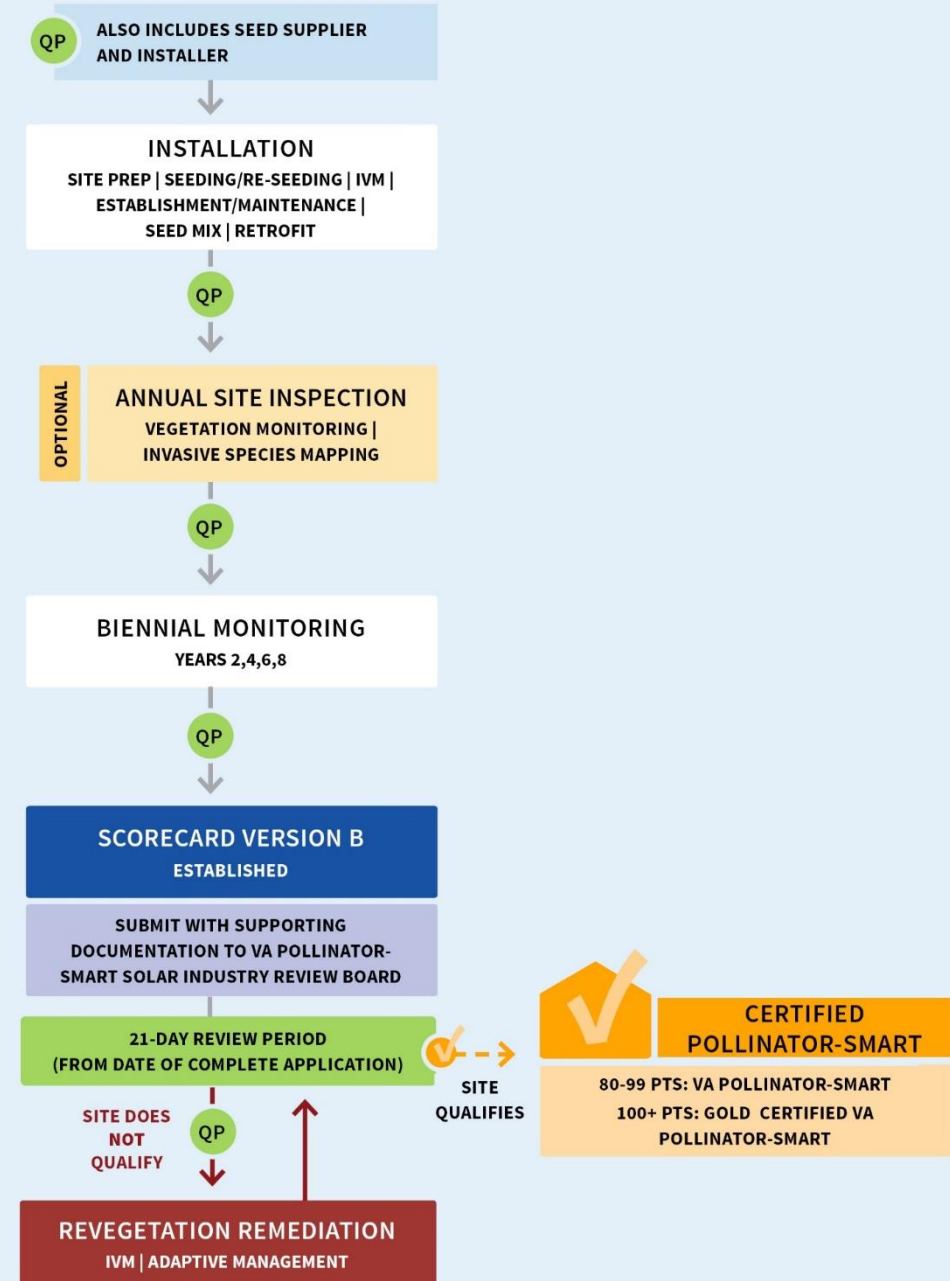 QP
ALSO INCLUDES SEED SUPPLIER
AND INSTALLER
INSTALLATION
SITE PREP | SEEDING/RE-SEEDING | IVM |
ESTABLISHMENT/MAINTENANCE |
SEED MIX | RETROFIT
QP
OPTIONAL
ANNUAL SITE INSPECTION
VEGETATION MONITORING |
INVASIVE SPECIES MAPPING
QP
BIENNIAL MONITORING
YEARS 2,4,6,8
QP
SCORECARD VERSION B
ESTABLISHED
SUBMIT WITH SUPPORTING
DOCUMENTATION TO VA POLLINATOR-
SMART SOLAR INDUSTRY REVIEW BOARD
21-DAY REVIEW PERIOD
(FROM DATE OF COMPLETE APPLICATION)
SITE
QUALIFIES
CERTIFIED
POLLINATOR-SMART
80-99 PTS: VA POLLINATOR-SMART
100+ PTS: GOLD CERTIFIED VA
POLLINATOR-SMART
SITE DOES
NOT
QUALIFY
QP
REVEGETATION REMEDIATION
IVM | ADAPTIVE MANAGEMENT